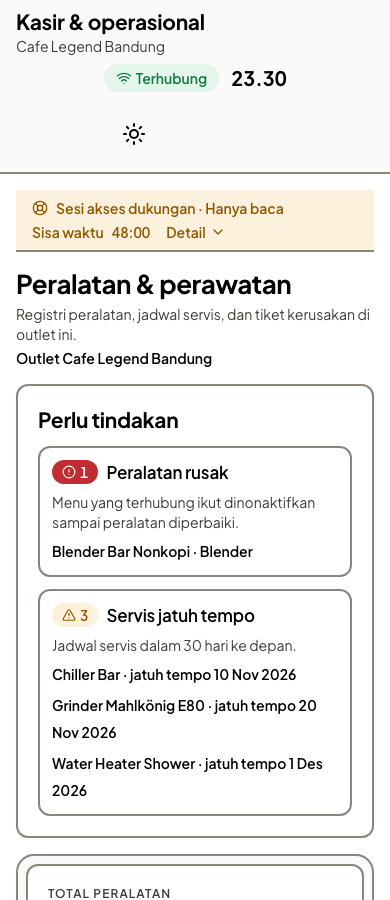 Kasir & operasional
Cafe Legend Bandung
Terhubung 23.30
Sesi akses dukungan · Hanya baca
Sisa waktu 48:00 Detail
Peralatan & perawatan
Registri peralatan, jadwal servis, dan tiket kerusakan di
outlet ini.
Outlet Cafe Legend Bandung
Perlu tindakan
1 Peralatan rusak
Menu yang terhubung ikut dinonaktifkan
sampai peralatan diperbaiki.
Blender Bar Nonkopi · Blender
3 Servis jatuh tempo
Jadwal servis dalam 30 hari ke depan.
Chiller Bar · jatuh tempo 10 Nov 2026
Grinder Mahlkönig E80 · jatuh tempo 20
Nov 2026
Water Heater Shower · jatuh tempo 1 Des
2026
TOTAL PERALATAN